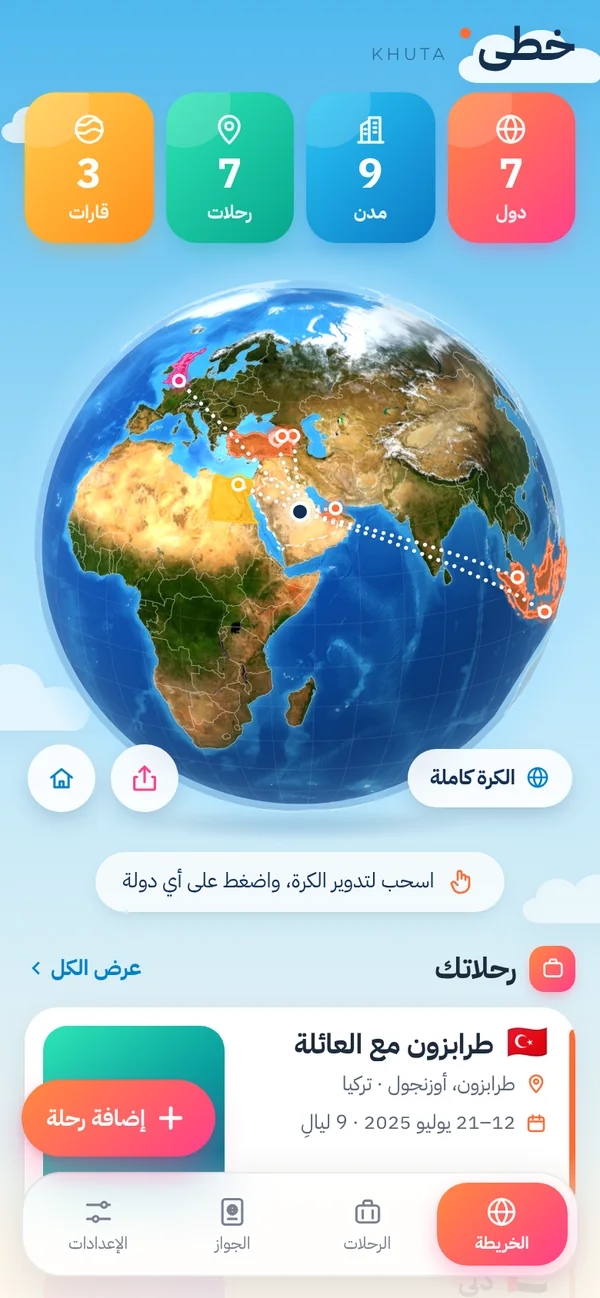 خطى
KHUTA
7
دول
9
مدن
7
رحلات
3
قارات
الكرة كاملة
اسحب لتدوير الكرة، واضغط على أي دولة
رحلاتك
عرض الكل
طرابزون مع العائلة
طرابزون، أوزنجول · تركيا
12–21 يوليو 2025 · 9 ليالٍ
إضافة رحلة
الخريطة
الرحلات
الجواز
الإعدادات
دبي